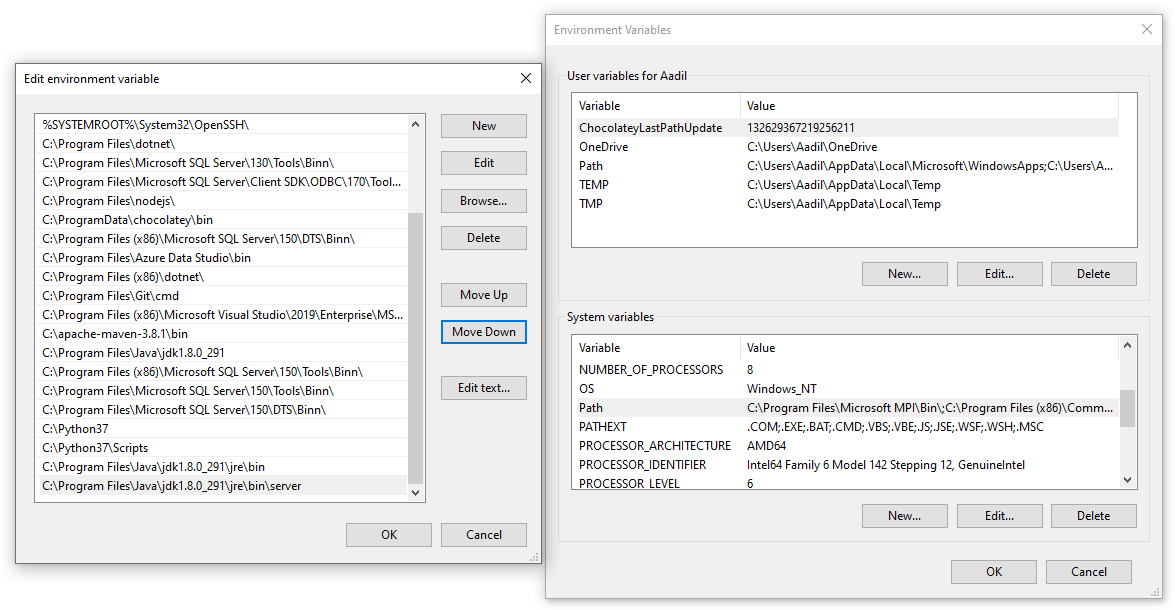 Edit environment variable
%SYSTEMROOT%\System32\OpenSSH\
C:\Program Files\dotnet\
C:\Program Files\Microsoft SQL Server\130\Tools\Binn\
C:\Program Files\Microsoft SQL Server\Client SDK\ODBC\170\Tool...
C:\Program Files\nodejs\
C:\ProgramData\chocolatey\bin
C:\Program Files (x86)\Microsoft SQL Server\150\DTS\Binn\
C:\Program Files\Azure Data Studio\bin
C:\Program Files (x86)\dotnet\
C:\Program Files\Git\cmd
C:\Program Files (x86)\Microsoft Visual Studio\2019\Enterprise\MS...
C:\apache-maven-3.8.1\bin
C:\Program Files\Java\jdk1.8.0_291
C:\Program Files (x86)\Microsoft SQL Server\150\Tools\Binn\
C:\Program Files\Microsoft SQL Server\150\Tools\Binn\
C:\Program Files\Microsoft SQL Server\150\DTS\Binn\
C:\Python37
C:\Python37\Scripts
C:\Program Files\Java\jdk1.8.0_291\jre\bin
C:\Program Files\Java\jdk1.8.0_291\jre\bin\server
New
Edit
Browse...
Delete
Move Up
Move Down
Edit text...
OK Cancel
Environment Variables
User variables for Aadil
Variable Value
ChocolateyLastPathUpdate 132629367219256211
OneDrive C:\Users\Aadil\OneDrive
Path C:\Users\Aadil\AppData\Local\Microsoft\WindowsApps;C:\Users\A...
TEMP C:\Users\Aadil\AppData\Local\Temp
TMP C:\Users\Aadil\AppData\Local\Temp
New... Edit... Delete
System variables
Variable Value
NUMBER_OF_PROCESSORS 8
OS Windows_NT
Path C:\Program Files\Microsoft MPI\Bin\;C:\Program Files (x86)\Comm...
PATHEXT .COM;.EXE;.BAT;.CMD;.VBS;.VBE;.JS;.JSE;.WSF;.WSH;.MSC
PROCESSOR_ARCHITECTURE AMD64
PROCESSOR_IDENTIFIER Intel64 Family 6 Model 142 Stepping 12, GenuineIntel
PROCESSOR_LEVEL 6
New... Edit... Delete
OK Cancel